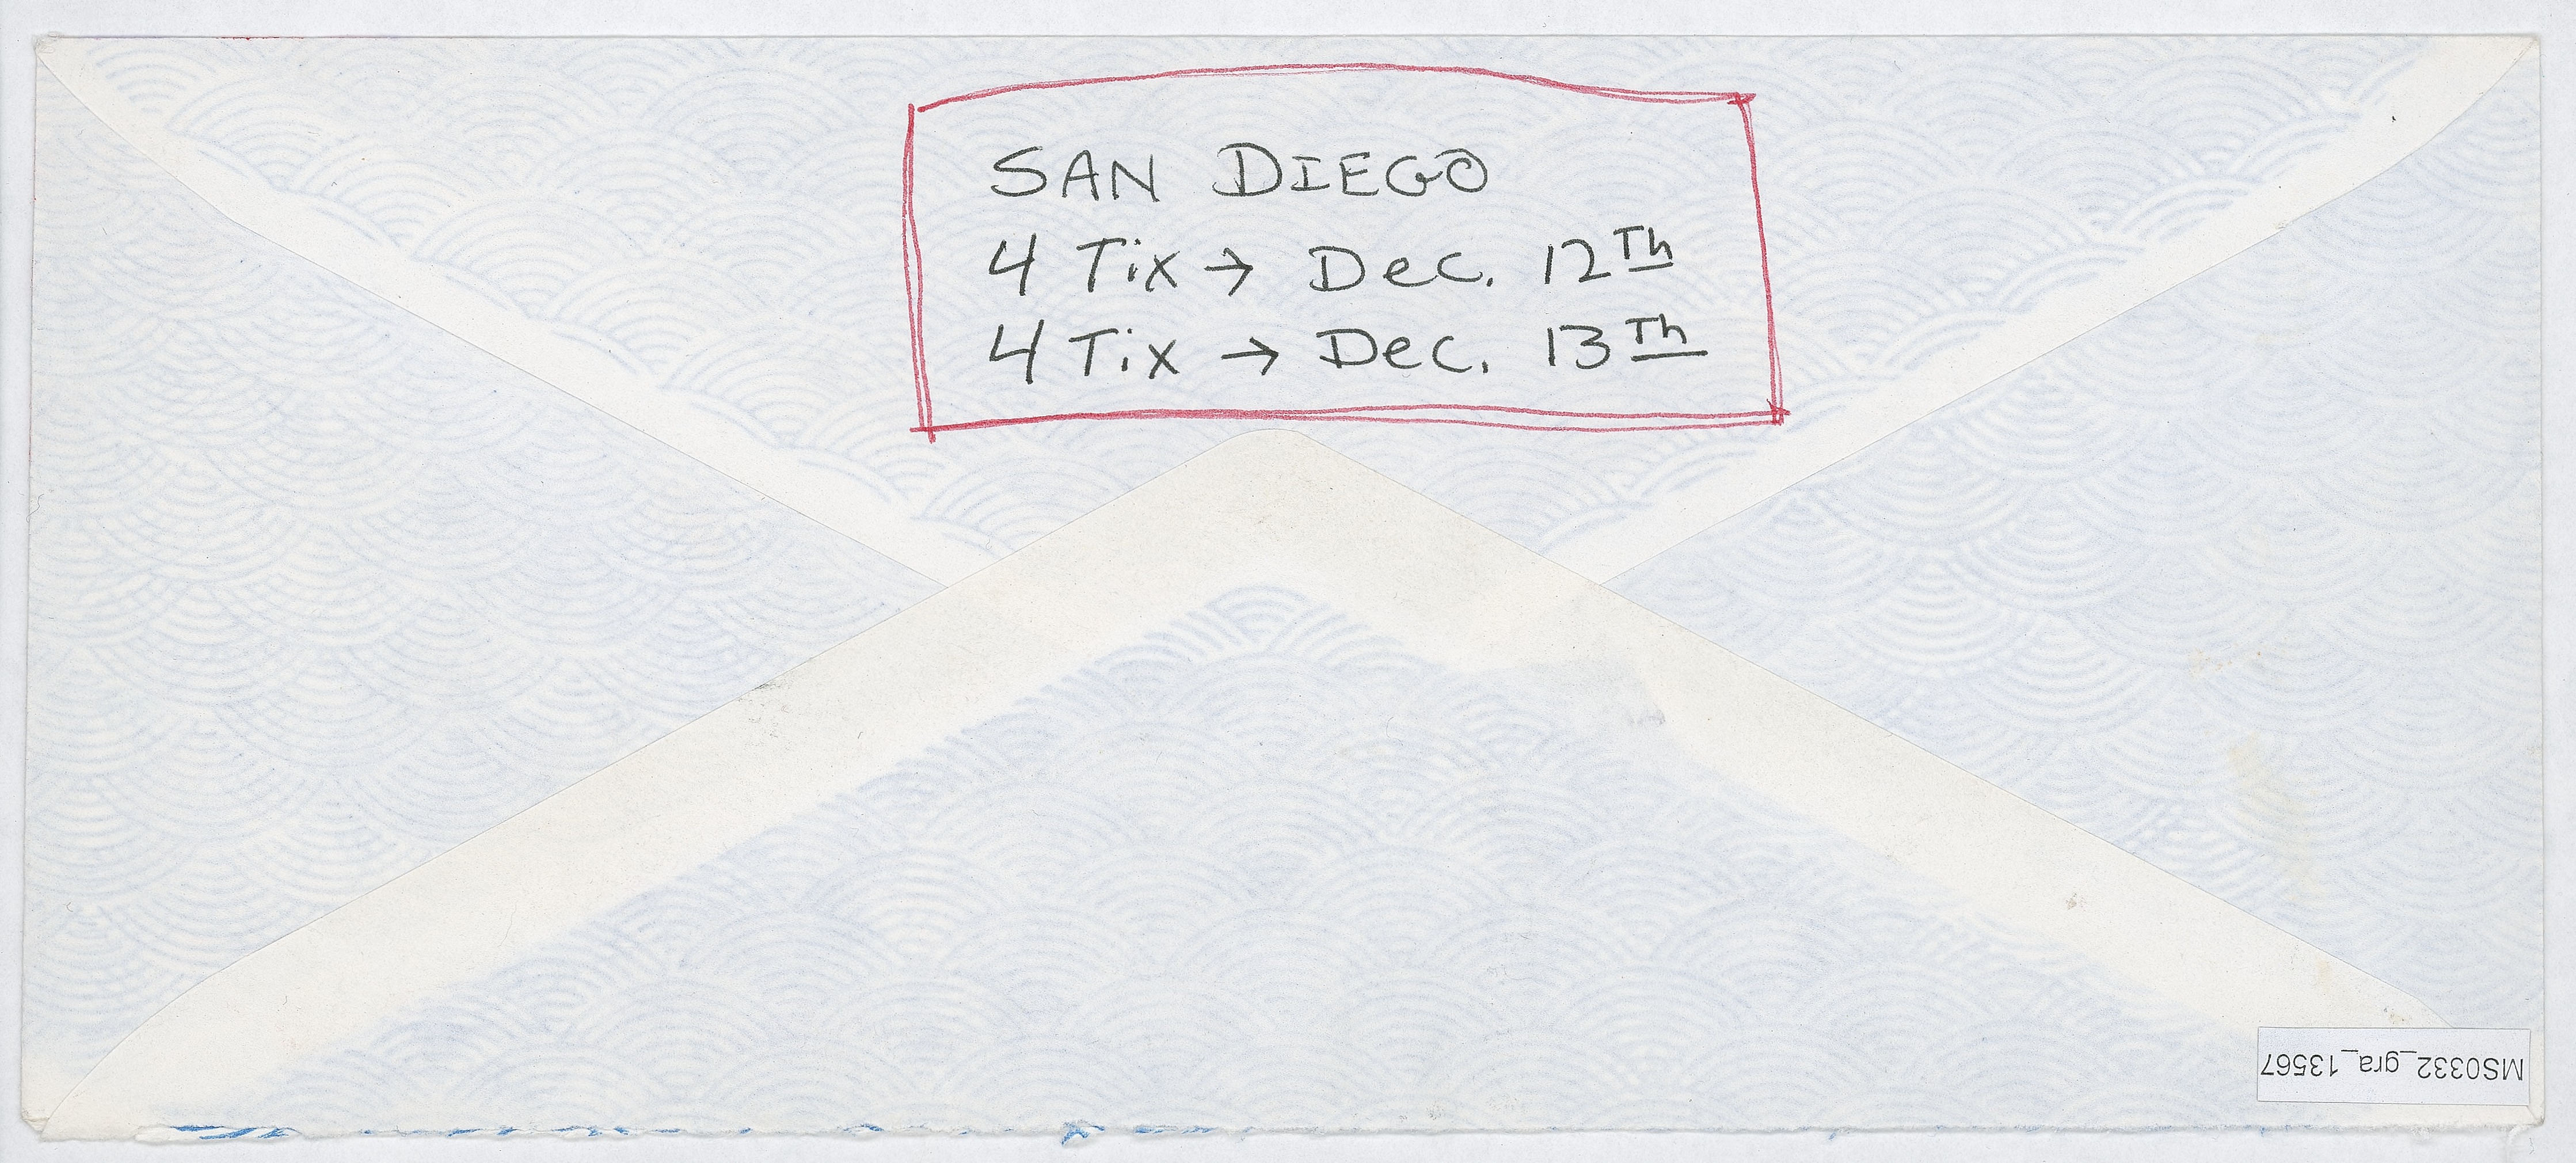 SAN DIEGO
4 Tix → Dec. 12th
4 Tix → Dec. 13th
MS0332_gra_13567